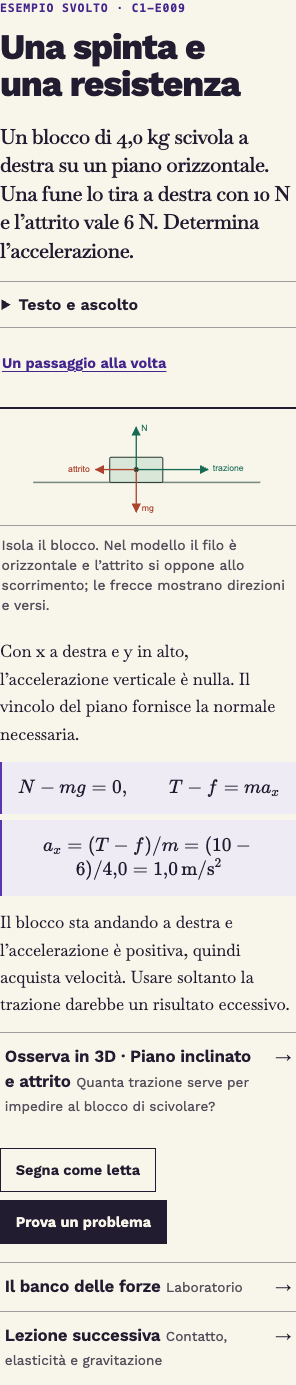 ESEMPIO SVOLTO · C1–E009
Una spinta e
una resistenza
Un blocco di 4,0 kg scivola a
destra su un piano orizzontale.
Una fune lo tira a destra con 10 N
e l’attrito vale 6 N. Determina
l’accelerazione.
▶ Testo e ascolto
Un passaggio alla volta
N
attrito
trazione
mg
Isola il blocco. Nel modello il filo è
orizzontale e l’attrito si oppone allo
scorrimento; le frecce mostrano direzioni
e versi.
Con x a destra e y in alto,
l’accelerazione verticale è nulla. Il
vincolo del piano fornisce la normale
necessaria.
N − mg = 0, T − f = maₓ
aₓ = (T − f)/m = (10 −
6)/4,0 = 1,0 m/s²
Il blocco sta andando a destra e
l’accelerazione è positiva, quindi
acquista velocità. Usare soltanto la
trazione darebbe un risultato eccessivo.
Osserva in 3D · Piano inclinato →
e attrito Quanta trazione serve per
impedire al blocco di scivolare?
Segna come letta
Prova un problema
Il banco delle forze Laboratorio →
Lezione successiva Contatto, →
elasticità e gravitazione